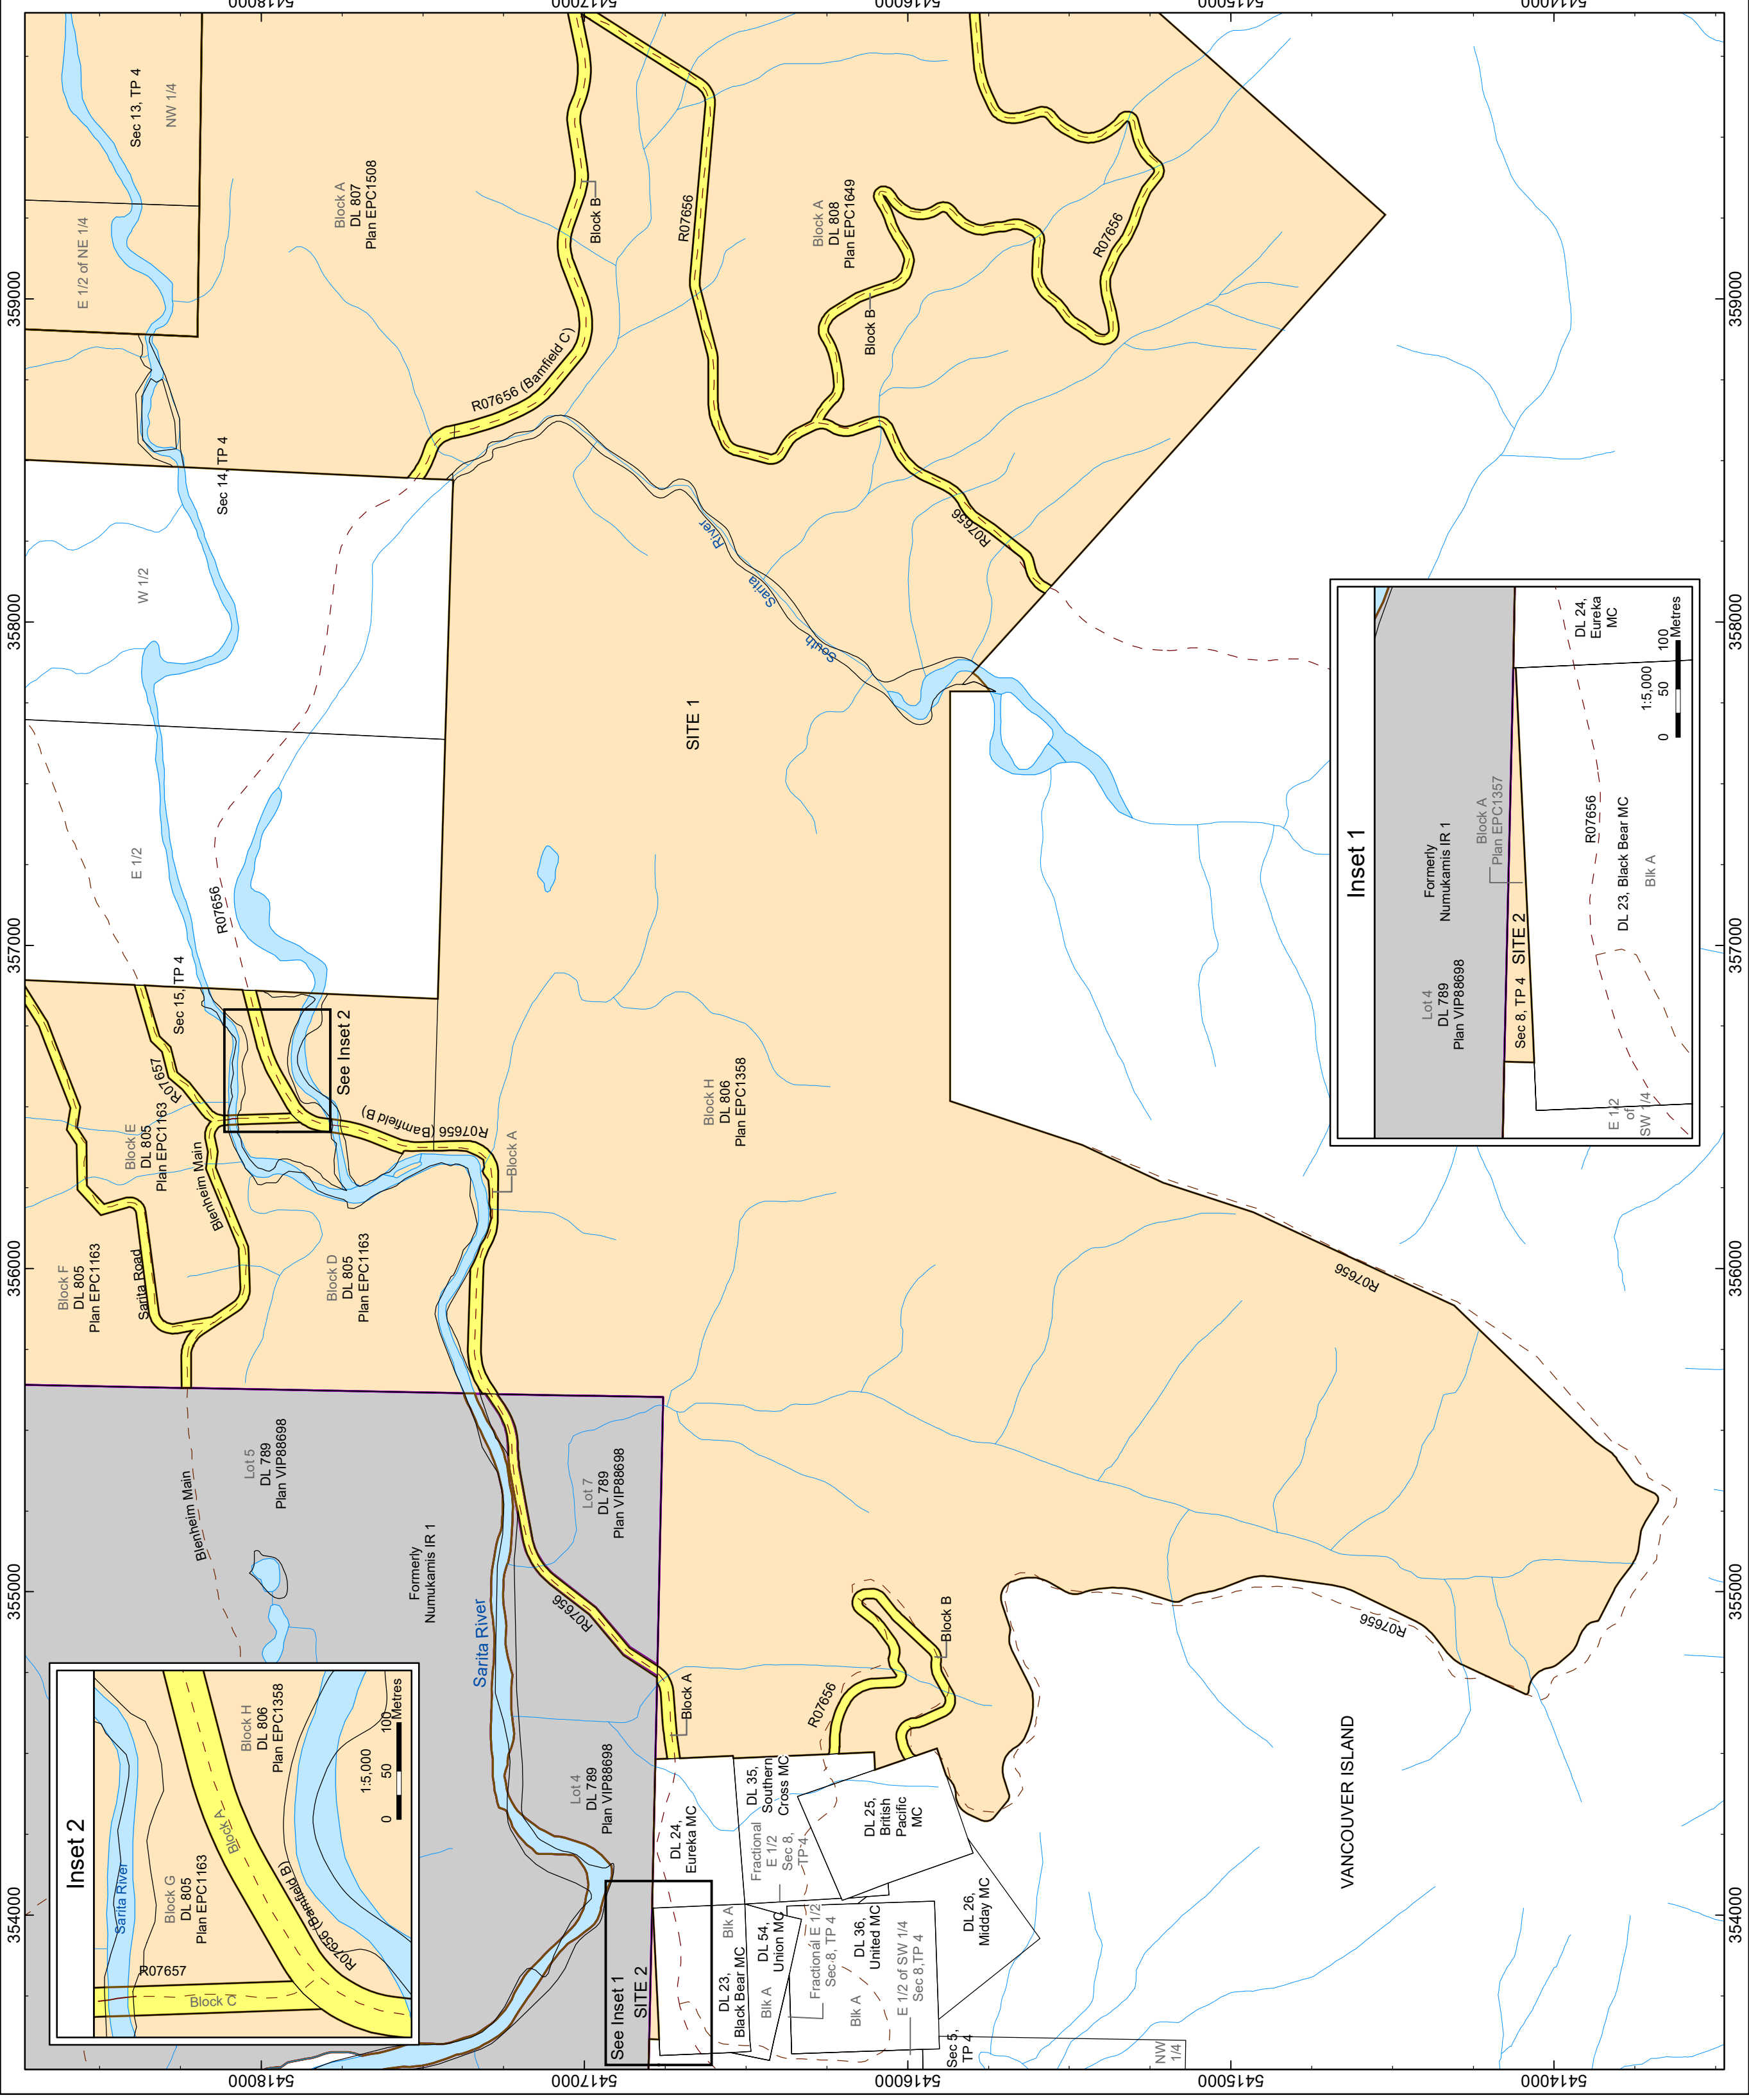 5418000
5417000
5416000
5415000
5414000
359000
358000
357000
356000
355000
354000
Sec 13, TP 4
NW 1/4
E 1/2 of NE 1/4
Block A
DL 807
Plan EPC1508
Block B
R07656
Block A
DL 808
Plan EPC1649
R07656
Block B
R07656 (Bamfield C)
Sec 14, TP 4
W 1/2
R07656
South
Sarita
River
SITE 1
E 1/2
R07656
Sec 15, TP 4
See Inset 2
R07657
Block E
DL 805
Plan EPC1163
Blenheim Main
R07656 (Bamfield B)
Block A
Block H
DL 806
Plan EPC1358
Block F
DL 805
Plan EPC1163
Sarita Road
Block D
DL 805
Plan EPC1163
R07656
Lot 5
DL 789
Plan VIP88698
Blenheim Main
Formerly
Numukamis IR 1
Lot 7
DL 789
Plan VIP88698
Sarita River
R07656
Block A
Block B
R07656
R07656
Lot 4
DL 789
Plan VIP88698
DL 24,
Eureka MC
DL 35,
Southern
Cross MC
Fractional
E 1/2
Sec 8,
TP 4
DL 25,
British
Pacific
MC
DL 26,
Midday MC
See Inset 1
SITE 2
DL 23,
Black Bear MC
Blk A
DL 54,
Union MC
Blk A
Fractional E 1/2
Sec 8, TP 4
DL 36,
United MC
Blk A
E 1/2 of SW 1/4
Sec 8, TP 4
Sec 5,
TP 4
NW
1/4
VANCOUVER ISLAND
Inset 1
Formerly
Numukamis IR 1
Lot 4
DL 789
Plan VIP88698
Block A
Plan EPC1357
Sec 8, TP 4
SITE 2
R07656
DL 23, Black Bear MC
Blk A
DL 24,
Eureka
MC
E 1/2
of
SW 1/4
1:5,000
0 50 100
Metres
Inset 2
Sarita River
Block G
DL 805
Plan EPC1163
Block A
R07656 (Bamfield B)
R07657
Block C
Block H
DL 806
Plan EPC1358
1:5,000
0 50 100
Metres
359000
358000
357000
356000
355000
354000
5418000
5417000
5416000
5415000
5414000